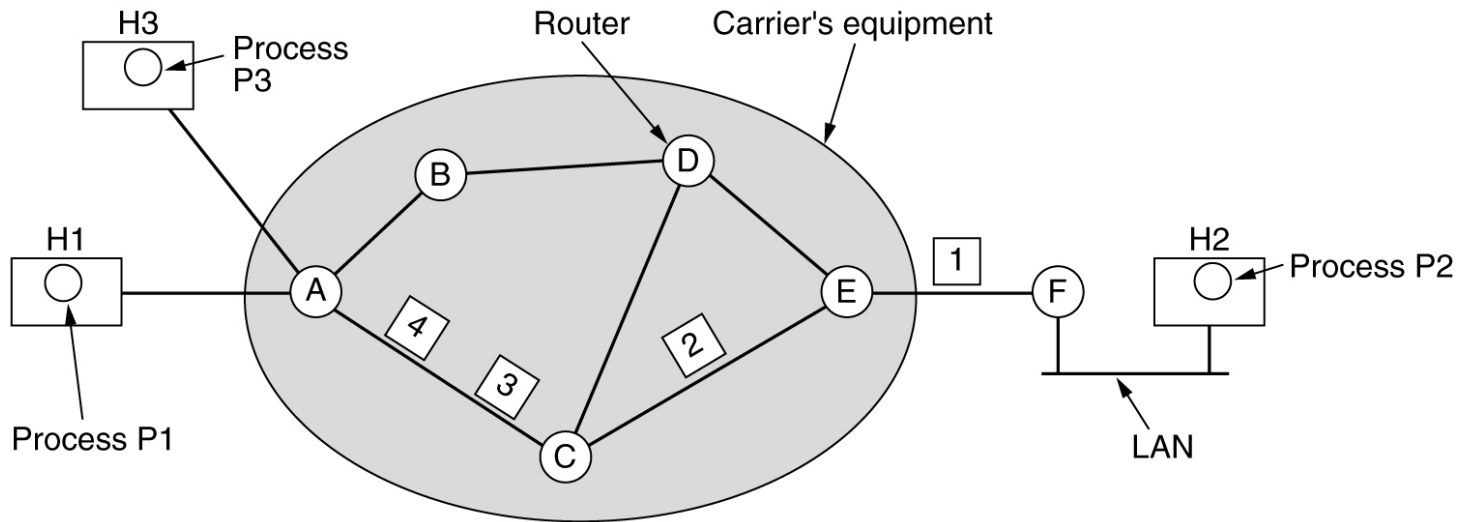 H3
Process
P3
Router
Carrier's equipment
B
D
H1
A
4
3
2
C
E
1
F
H2
Process P2
Process P1
LAN